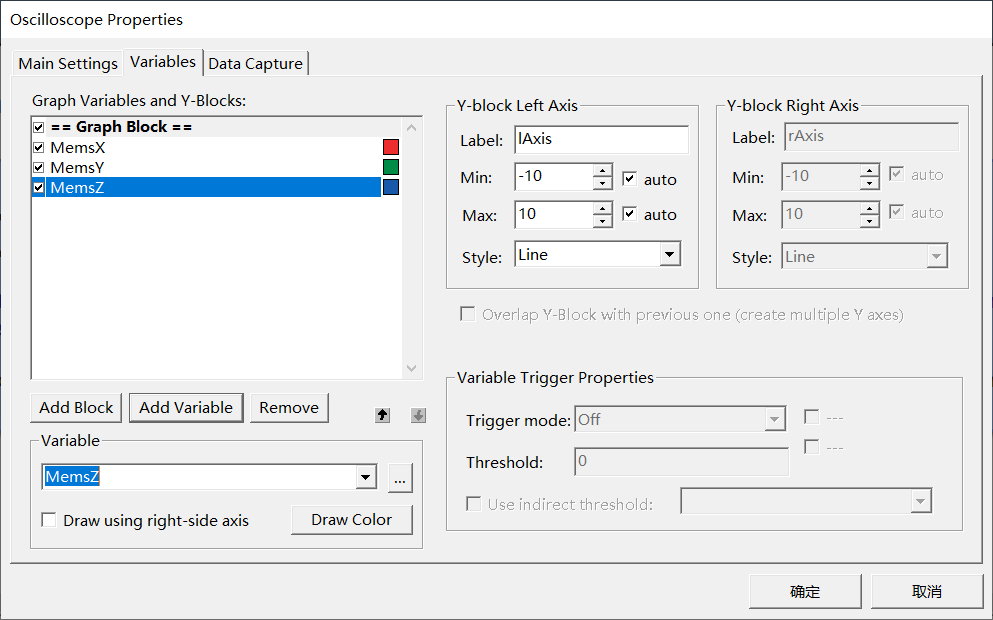 Oscilloscope Properties
Main Settings
Variables
Data Capture
Graph Variables and Y-Blocks:
== Graph Block ==
MemsX
MemsY
MemsZ
Add Block
Add Variable
Remove
Variable
MemsZ
...
Draw using right-side axis
Draw Color
Y-block Left Axis
Label: lAxis
Min: -10 auto
Max: 10 auto
Style: Line
Y-block Right Axis
Label: rAxis
Min: -10 auto
Max: 10 auto
Style: Line
Overlap Y-Block with previous one (create multiple Y axes)
Variable Trigger Properties
Trigger mode: Off ---
---
Threshold: 0
Use indirect threshold:
确定
取消